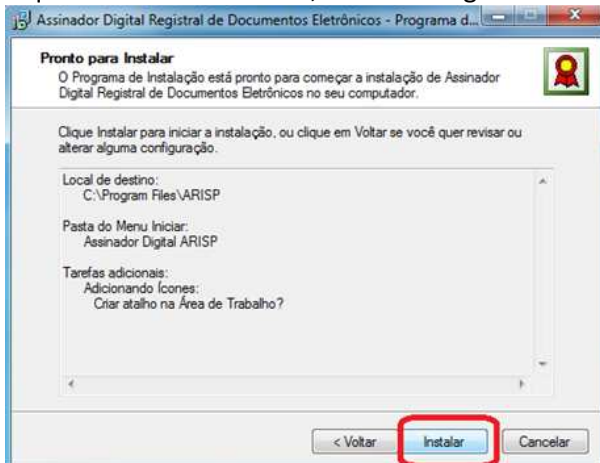 Assinador Digital Registral de Documentos Eletrônicos - Programa d...
Pronto para Instalar
O Programa de Instalação está pronto para começar a instalação de Assinador
Digital Registral de Documentos Eletrônicos no seu computador.
Clique Instalar para iniciar a instalação, ou clique em Voltar se você quer revisar ou
alterar alguma configuração.
Local de destino:
C:\Program Files\ARISP
Pasta do Menu Iniciar:
Assinador Digital ARISP
Tarefas adicionais:
Adicionando Ícones:
Criar atalho na Área de Trabalho?
< Voltar
Instalar
Cancelar